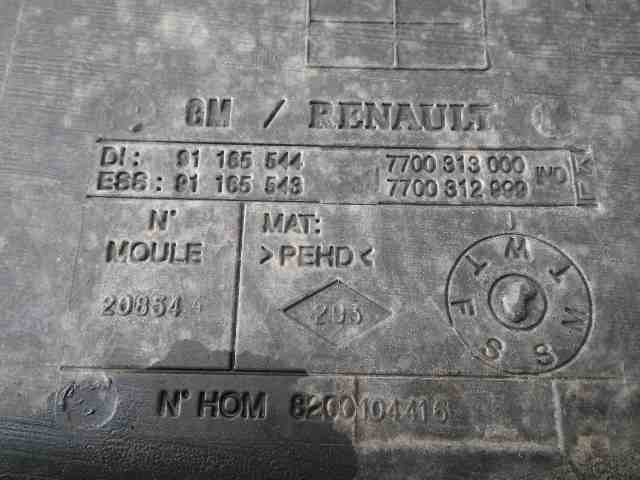 GM / RENAULT
DI: 91 165 544 7700 313 000
ESS: 91 165 543 7700 312 999
IND
N° MAT:
MOULE >PEHD<
20854 203
M T W T F S S
N° HOM 8200104416